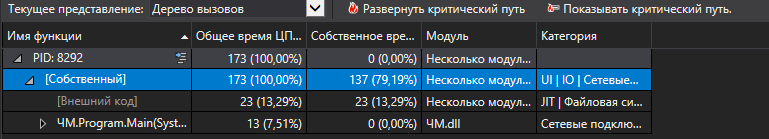 Текущее представление: Дерево вызовов Развернуть критический путь Показывать критический путь.
Имя функции Общее время ЦП... Собственное вре... Модуль Категория
PID: 8292 173 (100,00%) 0 (0,00%) Несколько модул...
[Собственный] 173 (100,00%) 137 (79,19%) Несколько модул... UI | IO | Сетевые...
[Внешний код] 23 (13,29%) 23 (13,29%) Несколько модул... JIT | Файловая си...
ЧМ.Program.Main(Syst... 13 (7,51%) 0 (0,00%) ЧМ.dll Сетевые подклю...